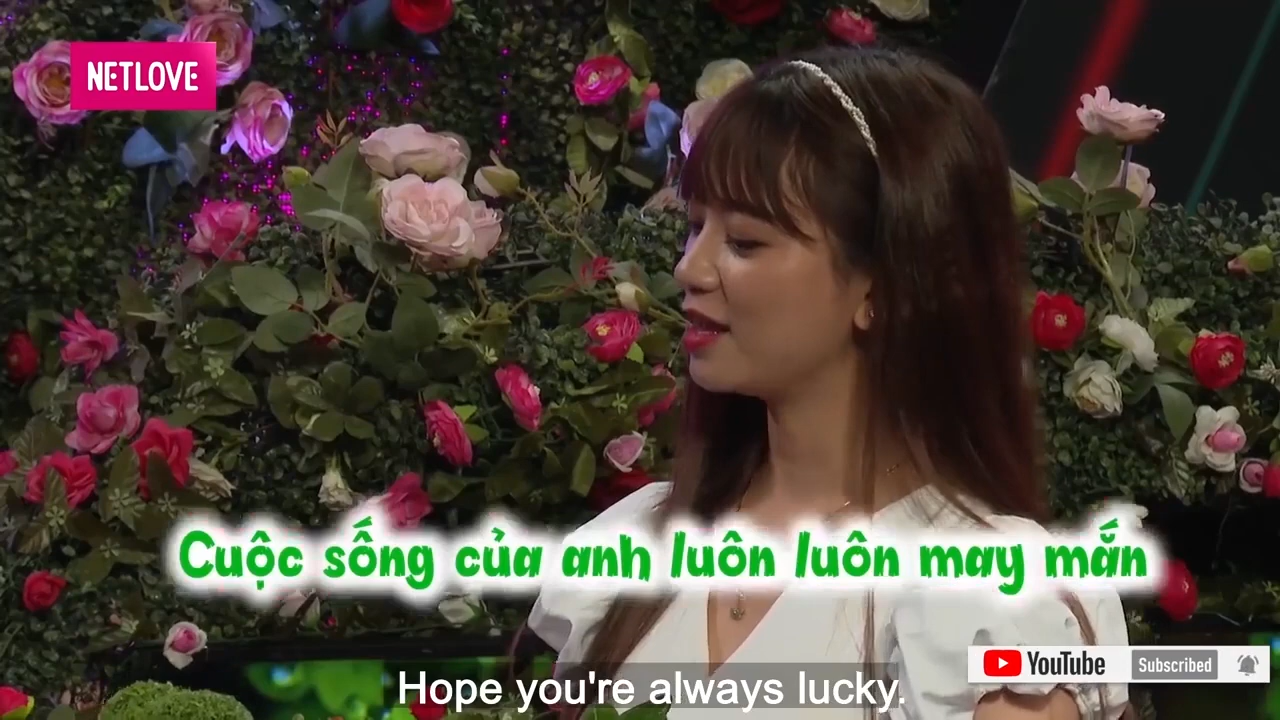 NETLOVE
Cuộc sống của anh luôn luôn may mắn
YouTube Subscribed
Hope you're always lucky.